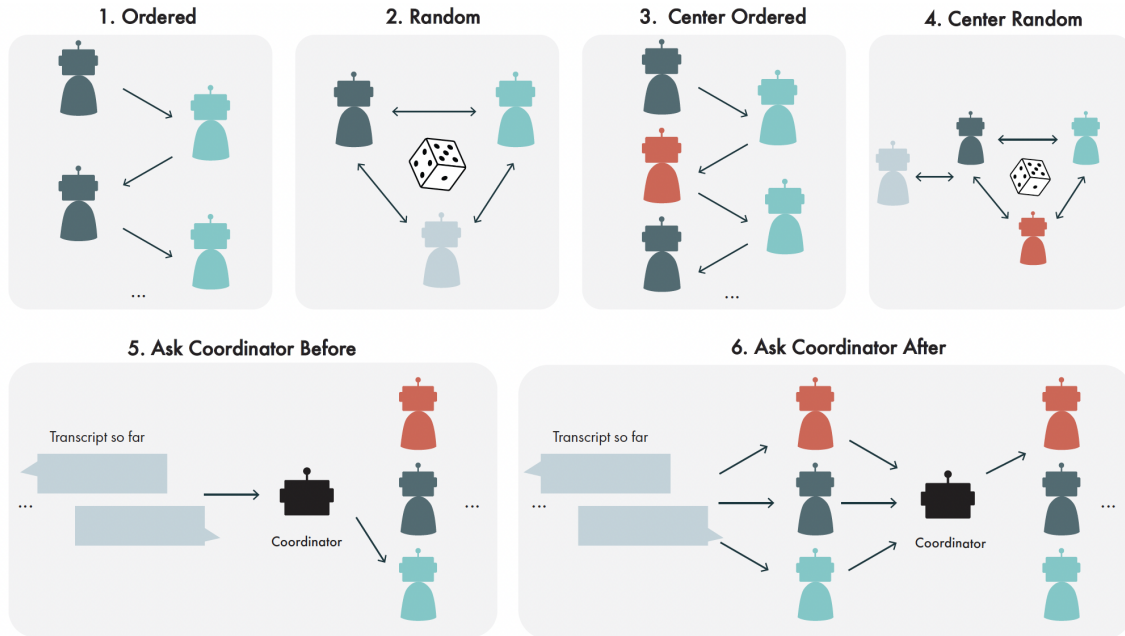 1. Ordered
2. Random
3. Center Ordered
4. Center Random
...
...
5. Ask Coordinator Before
6. Ask Coordinator After
Transcript so far
...
Coordinator
...
Transcript so far
...
Coordinator
...